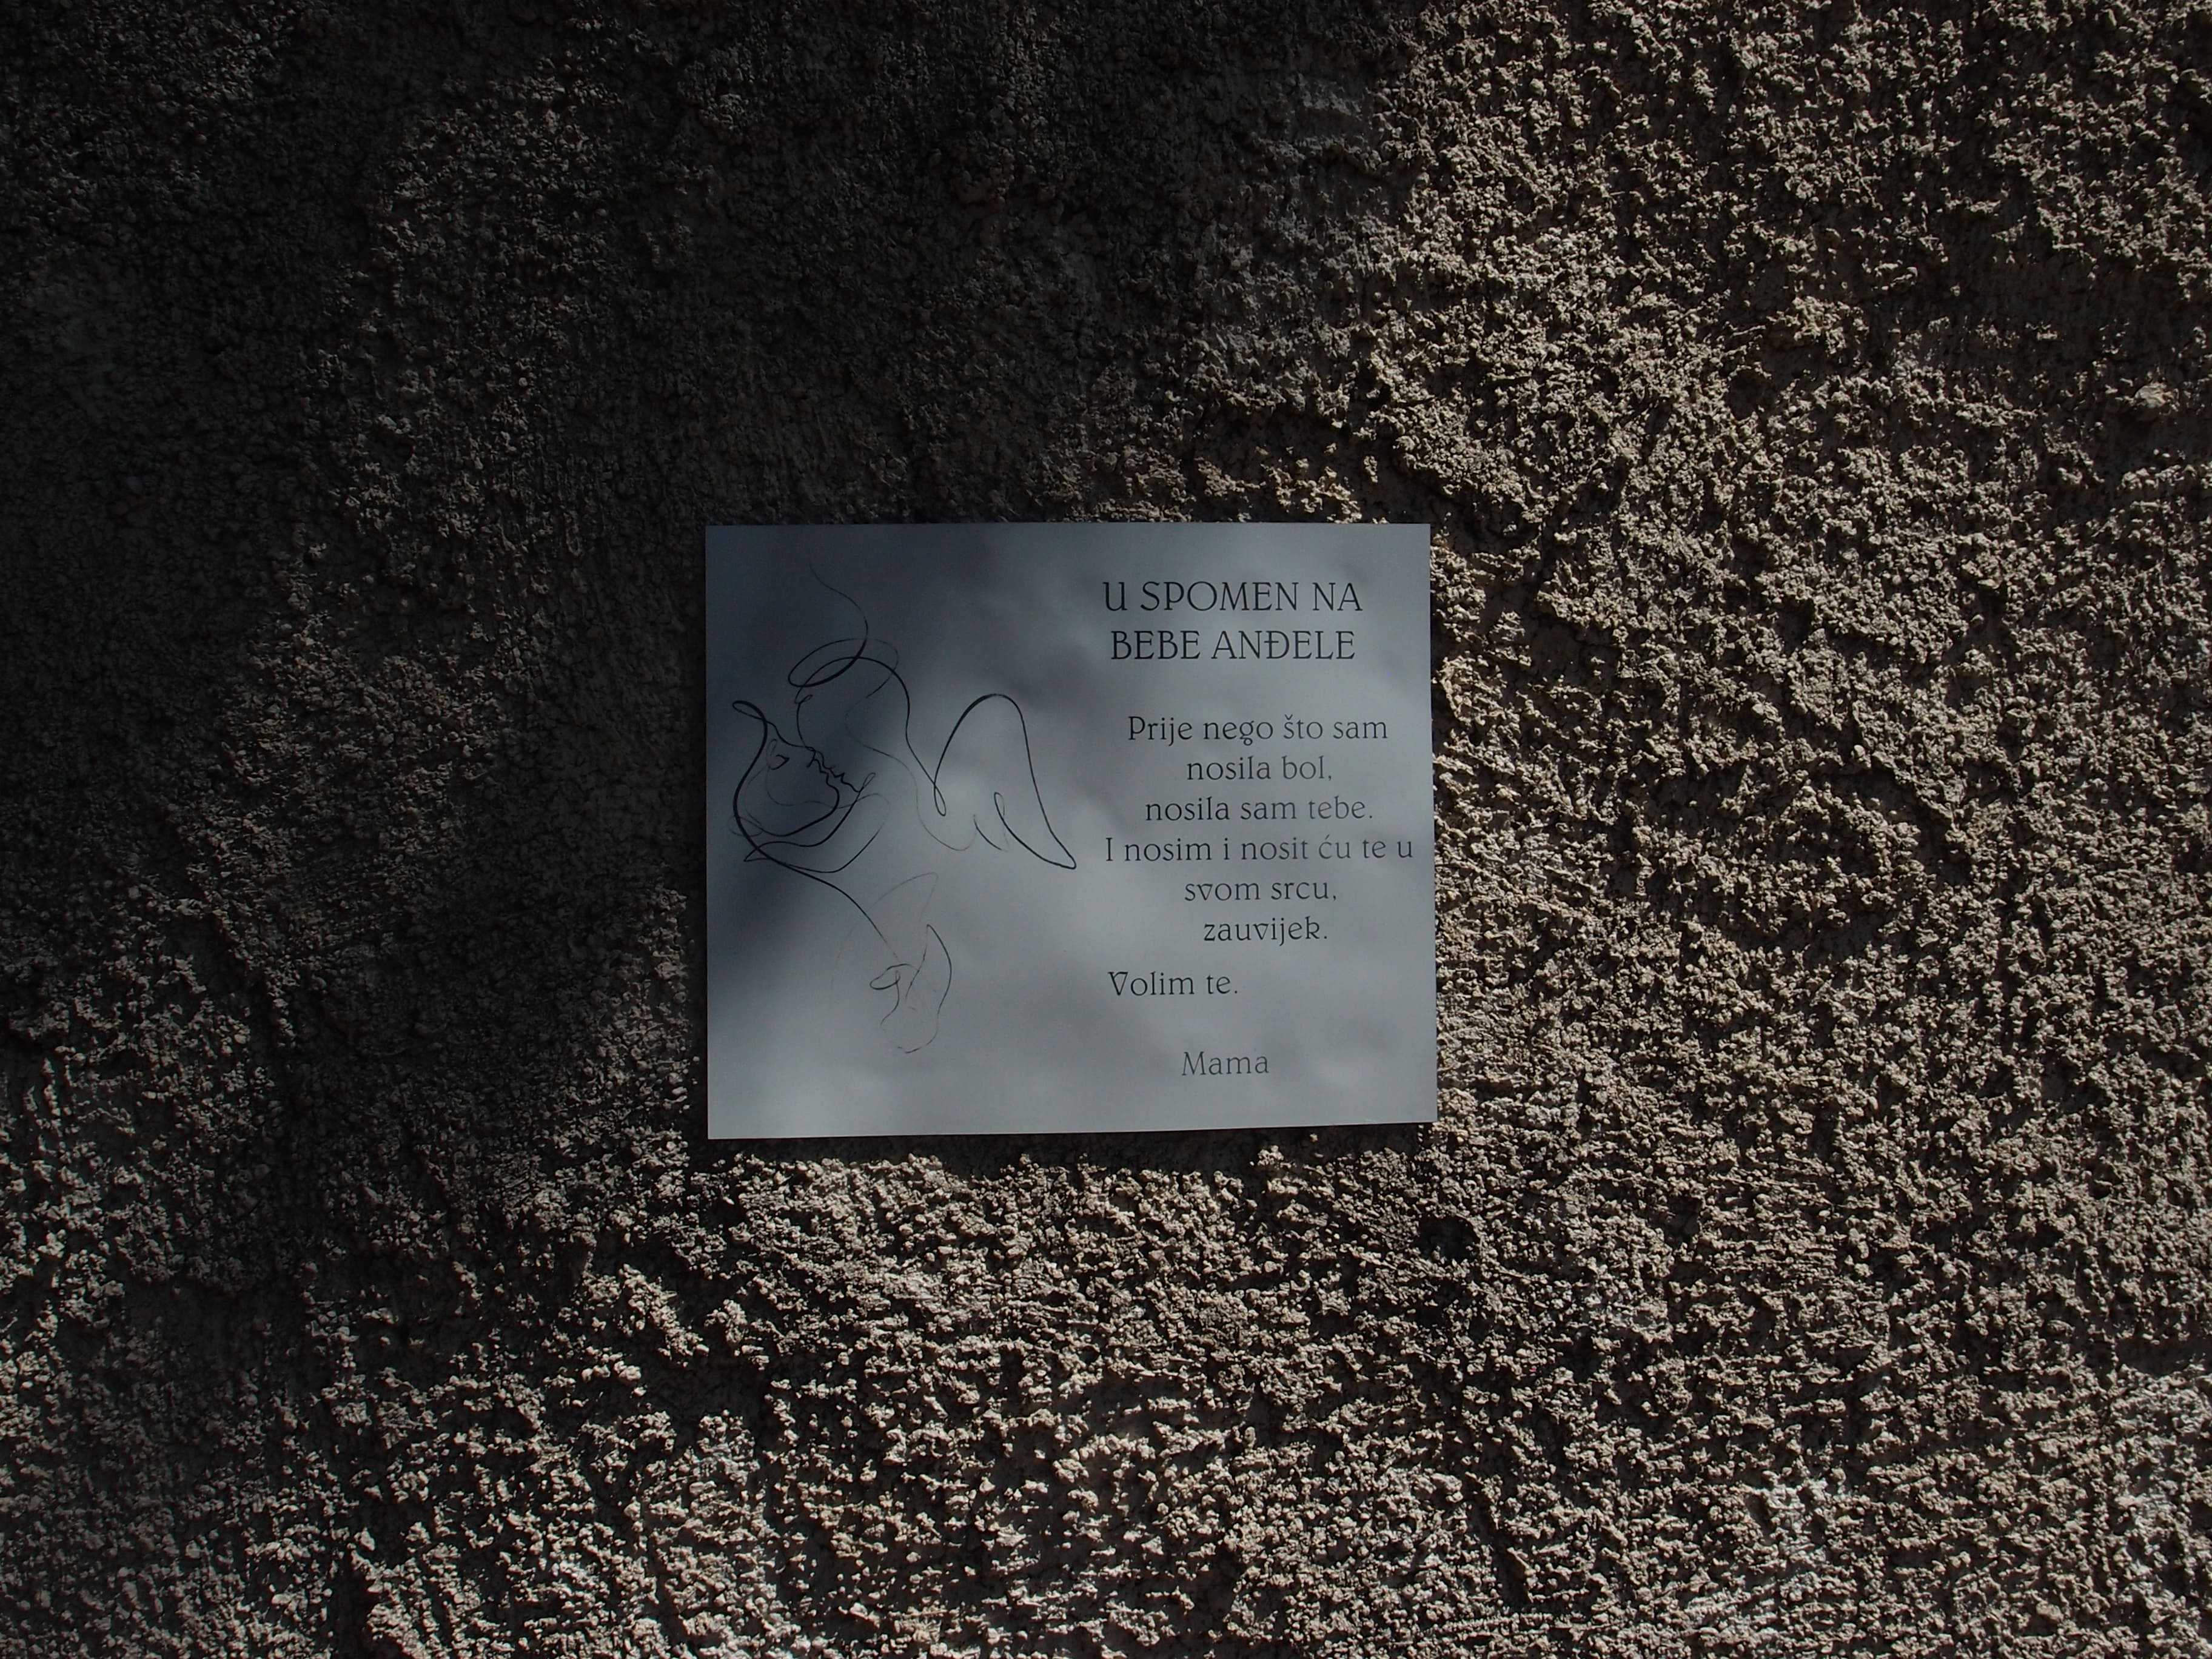 U SPOMEN NA
BEBE ANĐELE
Prije nego što sam
nosila bol,
nosila sam tebe.
I nosim i nosit ću te u
svom srcu,
zauvijek.
Volim te.
Mama